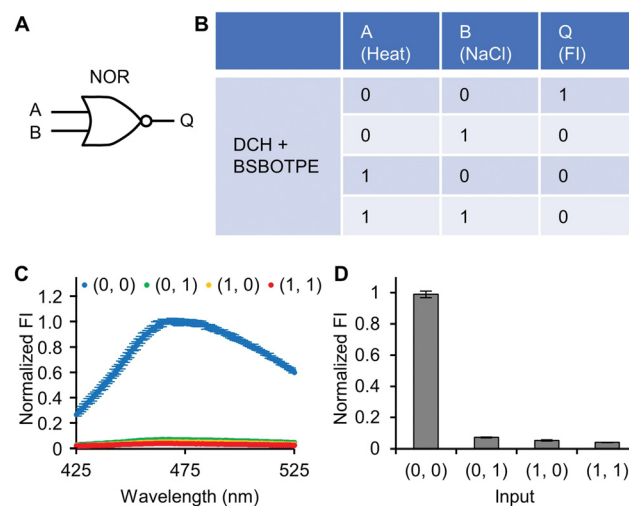 A
NOR
A
B
Q
B
A
(Heat)
B
(NaCl)
Q
(FI)
DCH +
BSBOTPE
0 0 1
0 1 0
1 0 0
1 1 0
C
(0, 0) (0, 1) (1, 0) (1, 1)
Normalized FI
1.2
1
0.8
0.6
0.4
0.2
0
425 475 525
Wavelength (nm)
D
Normalized FI
1
0.8
0.6
0.4
0.2
0
(0, 0) (0, 1) (1, 0) (1, 1)
Input